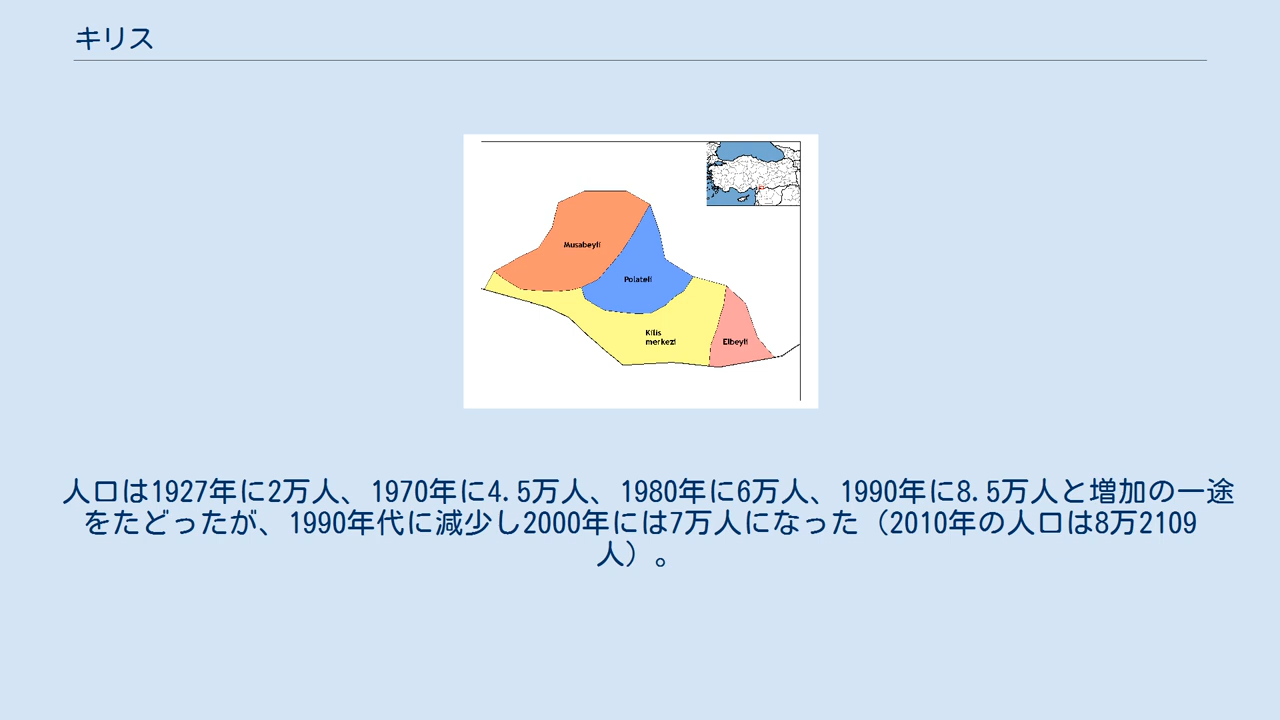 キリス
Musabeyli
Polateli
Kilis
merkezi
Elbeyli
人口は1927年に2万人、1970年に4.5万人、1980年に6万人、1990年に8.5万人と増加の一途
をたどったが、1990年代に減少し2000年には7万人になった（2010年の人口は8万2109
人）。